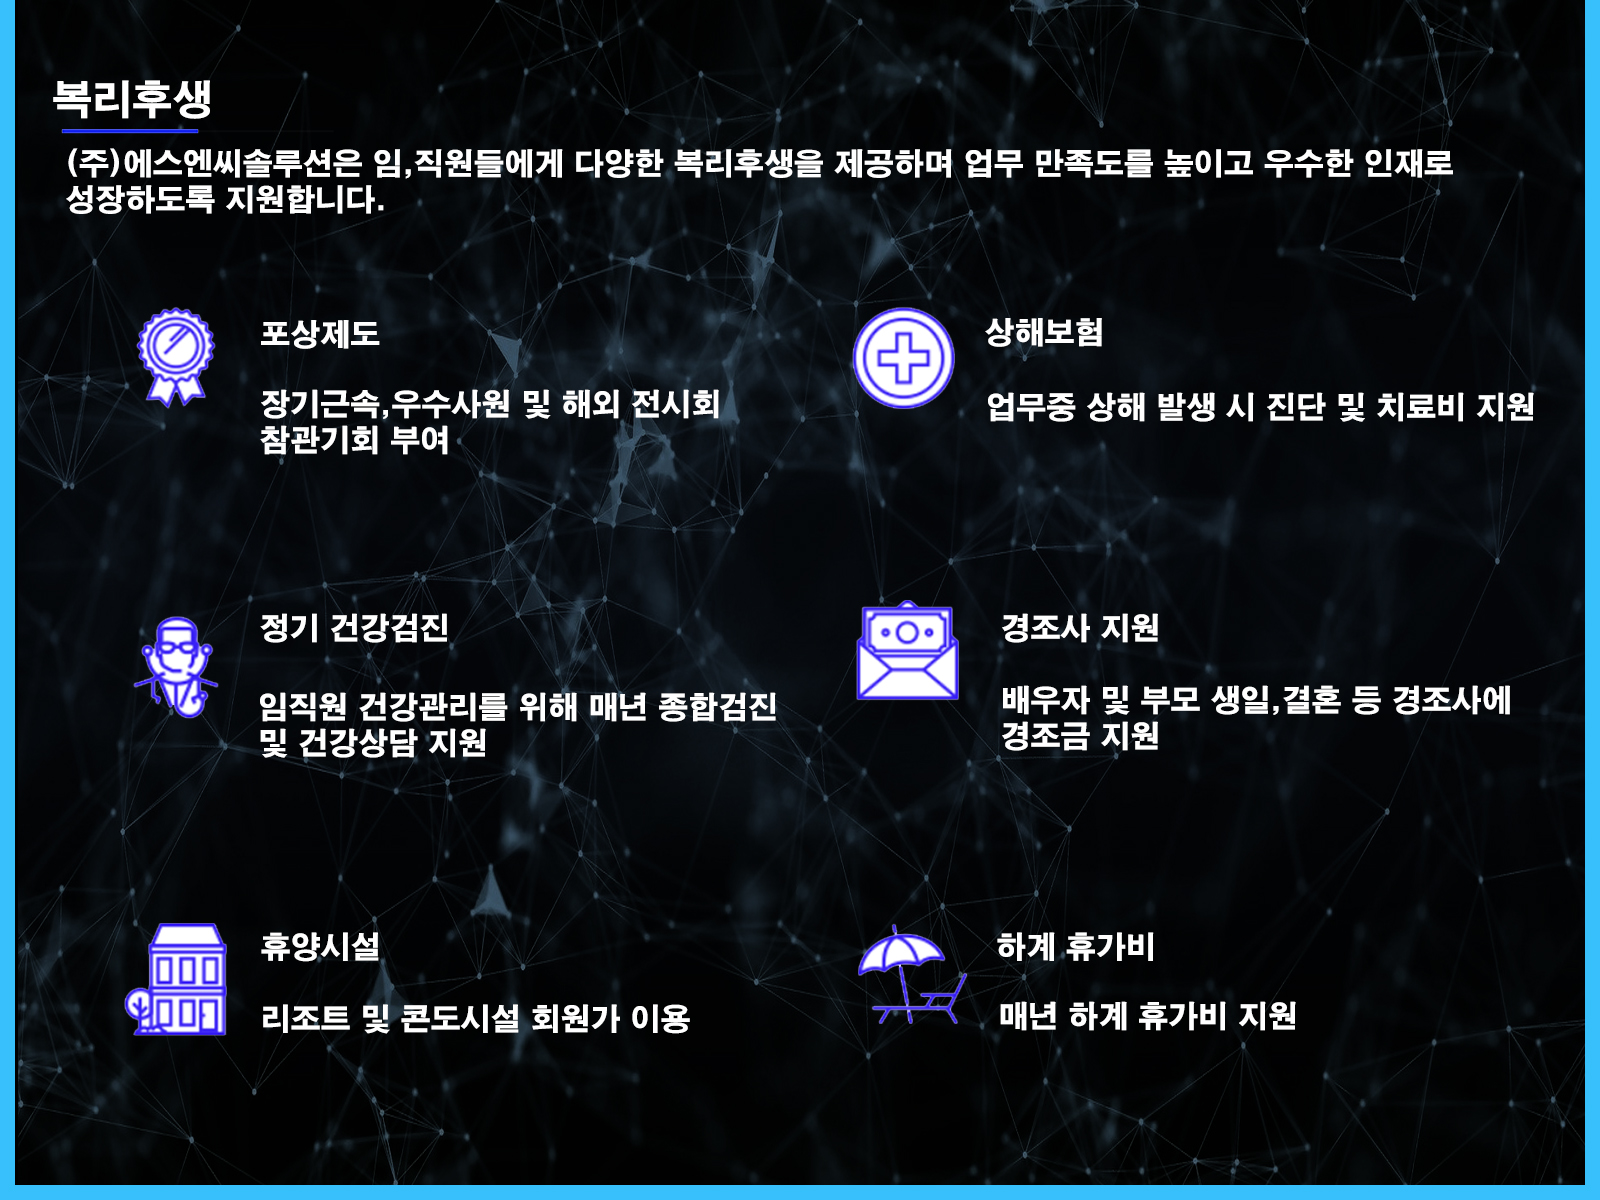 복리후생
(주)에스엔씨솔루션은 임,직원들에게 다양한 복리후생을 제공하며 업무 만족도를 높이고 우수한 인재로
성장하도록 지원합니다.
포상제도
장기근속,우수사원 및 해외 전시회
참관기회 부여
상해보험
업무중 상해 발생 시 진단 및 치료비 지원
정기 건강검진
임직원 건강관리를 위해 매년 종합검진
및 건강상담 지원
경조사 지원
배우자 및 부모 생일,결혼 등 경조사에
경조금 지원
휴양시설
리조트 및 콘도시설 회원가 이용
하계 휴가비
매년 하계 휴가비 지원